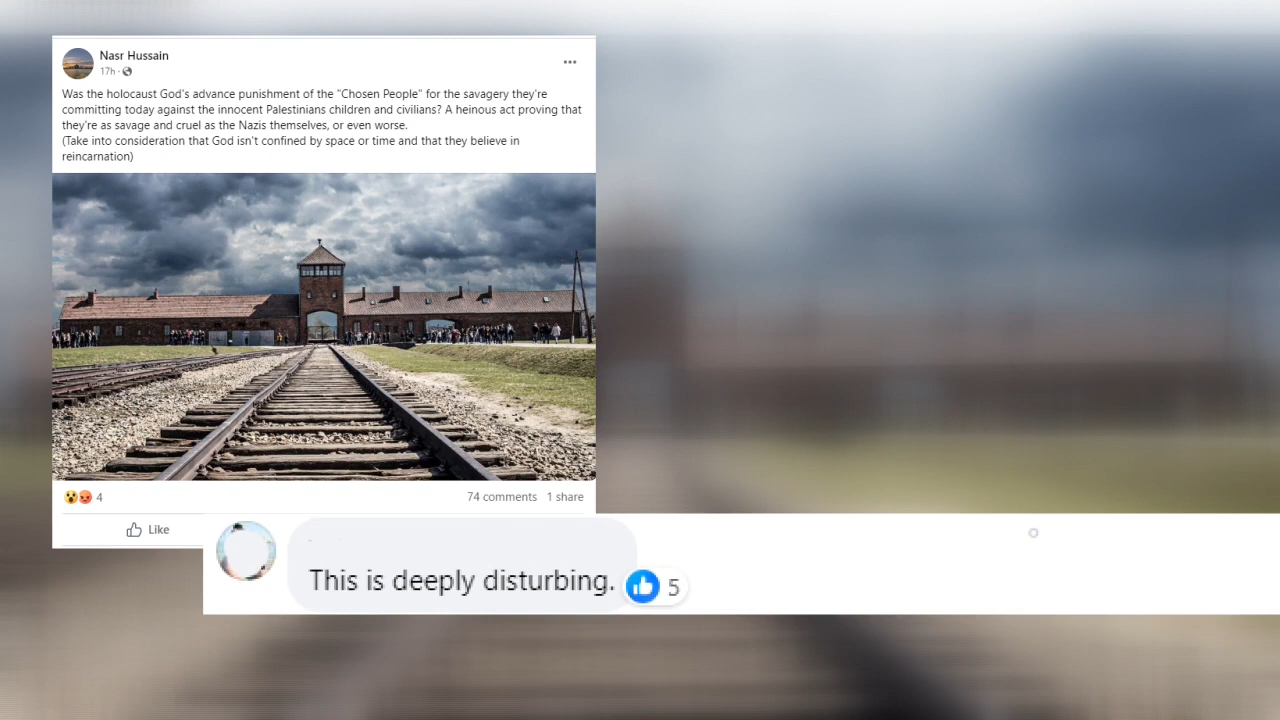 Nasr Hussain
17h ·
Was the holocaust God's advance punishment of the "Chosen People" for the savagery they're
committing today against the innocent Palestinians children and civilians? A heinous act proving that
they're as savage and cruel as the Nazis themselves, or even worse.
(Take into consideration that God isn't confined by space or time and that they believe in
reincarnation)
4
74 comments 1 share
Like
This is deeply disturbing.
5